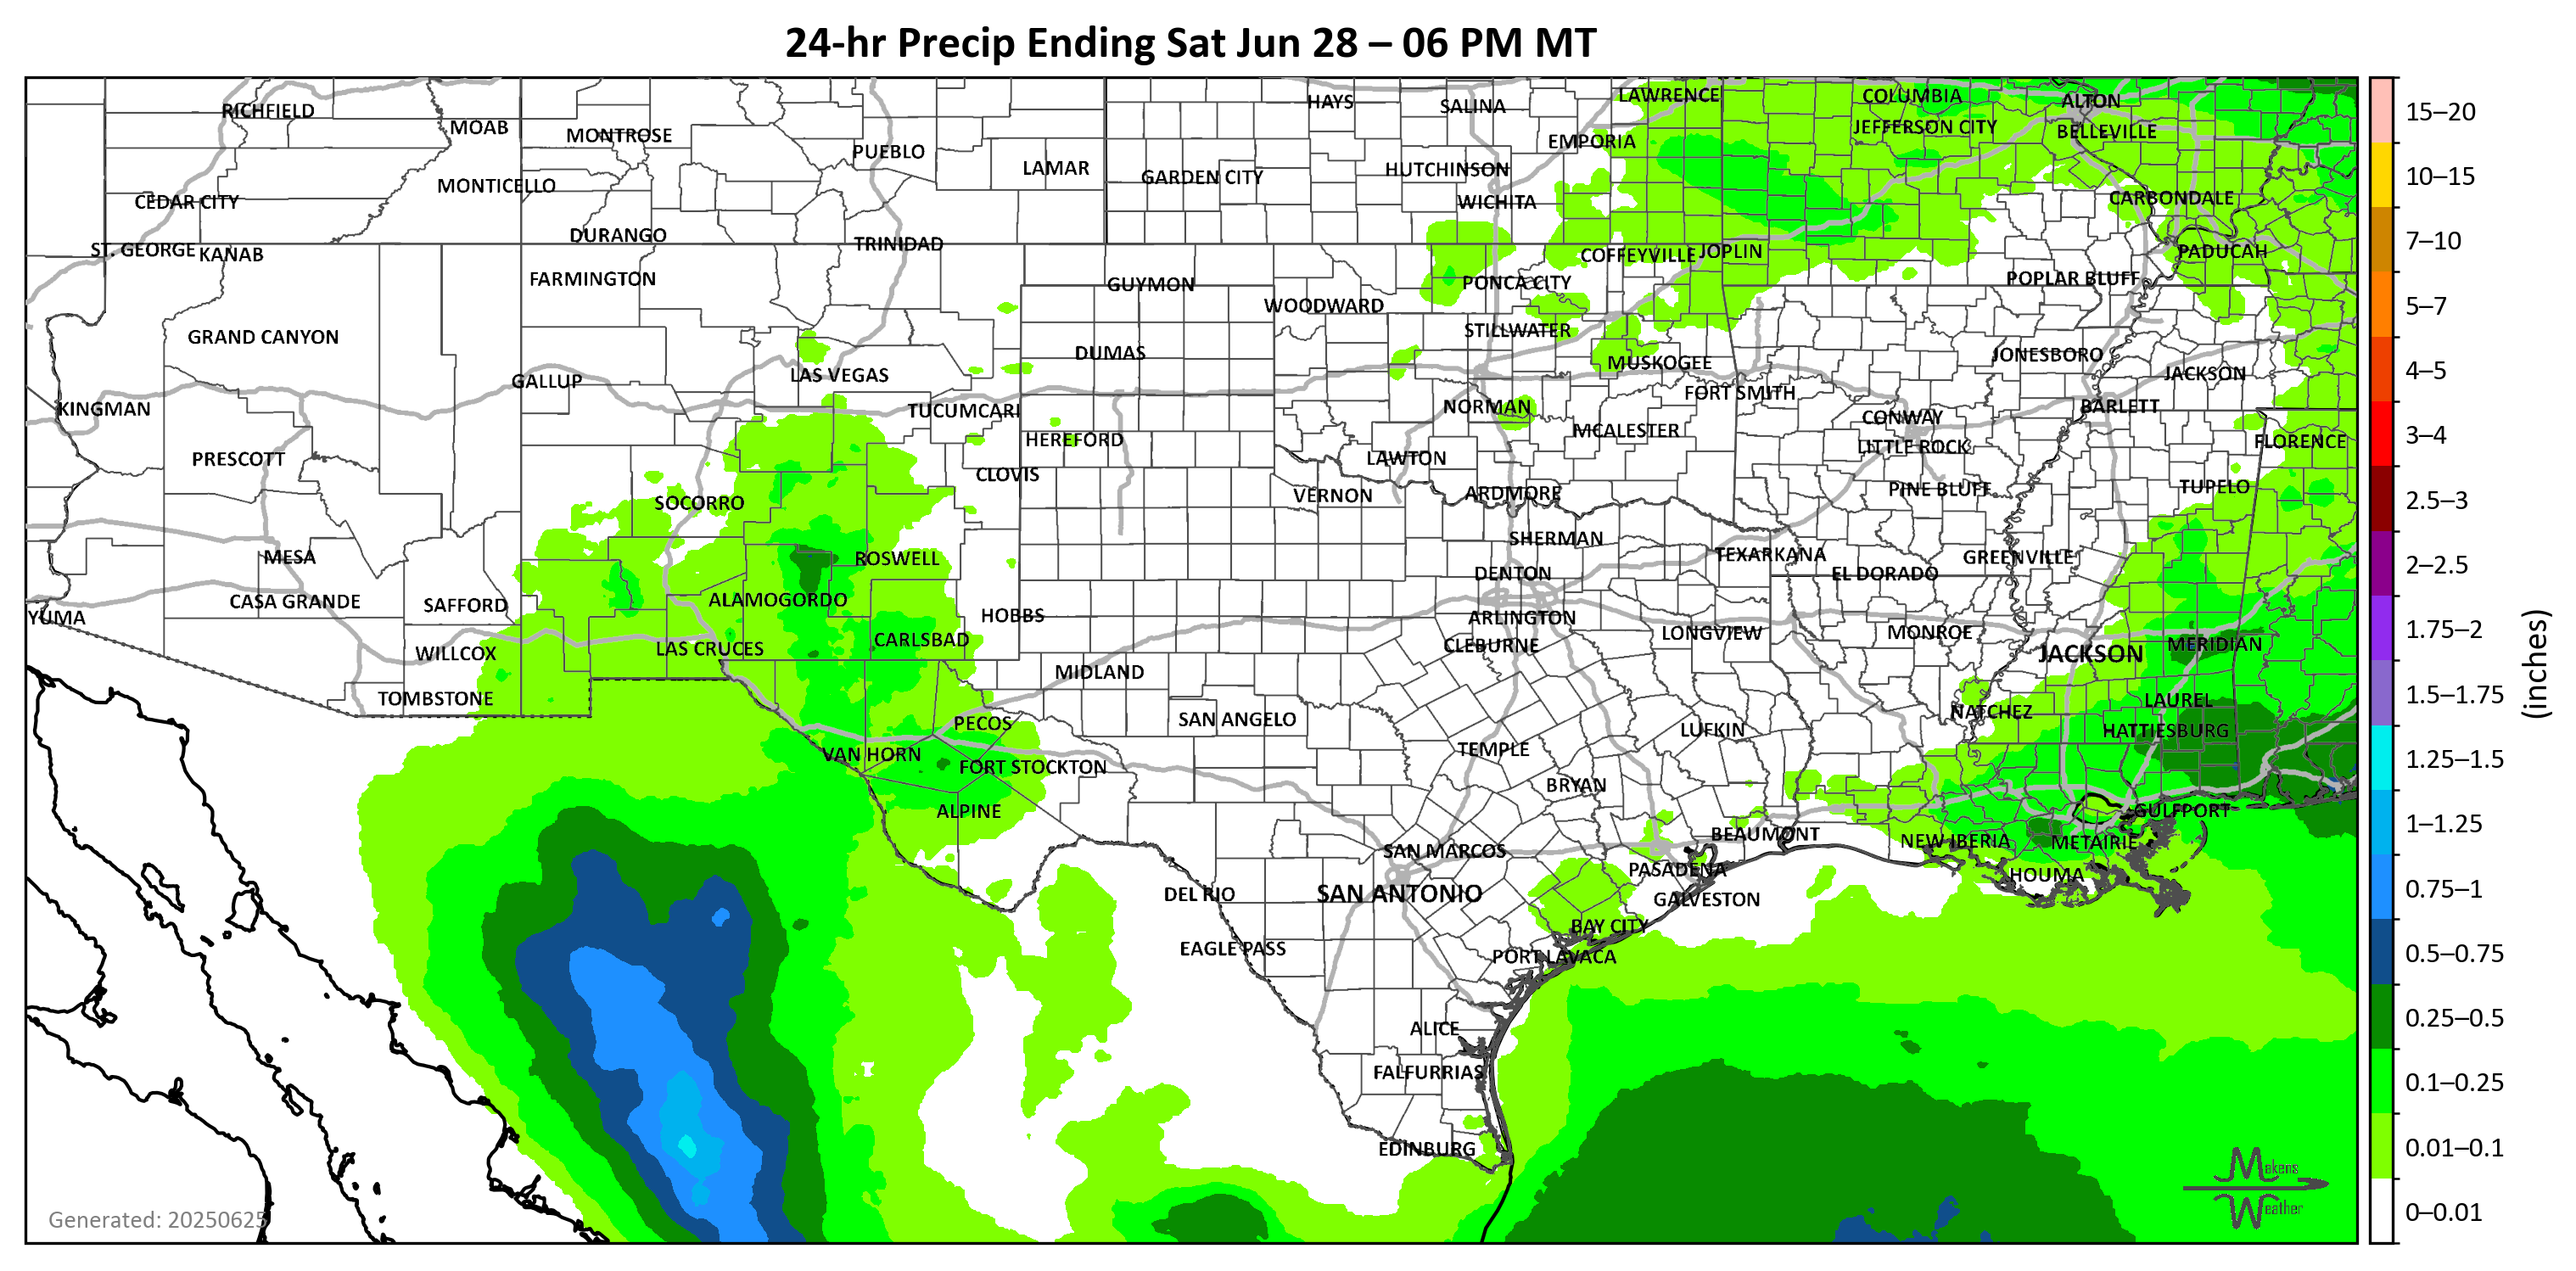 24-hr Precip Ending Sat Jun 28 – 06 PM MT
RICHFIELD
MOAB
MONTROSE
PUEBLO
LAMAR
HAYS
SALINA
LAWRENCE
COLUMBIA
ALTON
EMPORIA
JEFFERSON CITY
BELLEVILLE
MONTICELLO
GARDEN CITY
HUTCHINSON
CEDAR CITY
WICHITA
CARBONDALE
ST. GEORGE
KANAB
DURANGO
TRINIDAD
COFFEYVILLE
JOPLIN
PADUCAH
FARMINGTON
GUYMON
PONCA CITY
POPLAR BLUFF
WOODWARD
GRAND CANYON
STILLWATER
DUMAS
JONESBORO
GALLUP
LAS VEGAS
MUSKOGEE
JACKSON
KINGMAN
TUCUMCARI
NORMAN
FORT SMITH
BARLETT
CONWAY
PRESCOTT
HEREFORD
MCALESTER
LITTLE ROCK
FLORENCE
CLOVIS
LAWTON
SOCORRO
VERNON
ARDMORE
PINE BLUFF
TUPELO
MESA
ROSWELL
SHERMAN
TEXARKANA
GREENVILLE
CASA GRANDE
SAFFORD
ALAMOGORDO
DENTON
EL DORADO
YUMA
HOBBS
ARLINGTON
WILLCOX
LAS CRUCES
CARLSBAD
CLEBURNE
LONGVIEW
MONROE
JACKSON
MERIDIAN
TOMBSTONE
MIDLAND
PECOS
SAN ANGELO
LUFKIN
NATCHEZ
LAUREL
HATTIESBURG
VAN HORN
FORT STOCKTON
TEMPLE
BRYAN
ALPINE
GULFPORT
SAN MARCOS
BEAUMONT
NEW IBERIA
METAIRIE
DEL RIO
SAN ANTONIO
PASADENA
GALVESTON
HOUMA
EAGLE PASS
BAY CITY
PORT LAVACA
ALICE
FALFURRIAS
EDINBURG
Generated: 20250625
Makens
Weather
15–20
10–15
7–10
5–7
4–5
3–4
2.5–3
2–2.5
1.75–2
1.5–1.75
1.25–1.5
1–1.25
0.75–1
0.5–0.75
0.25–0.5
0.1–0.25
0.01–0.1
0–0.01
(inches)